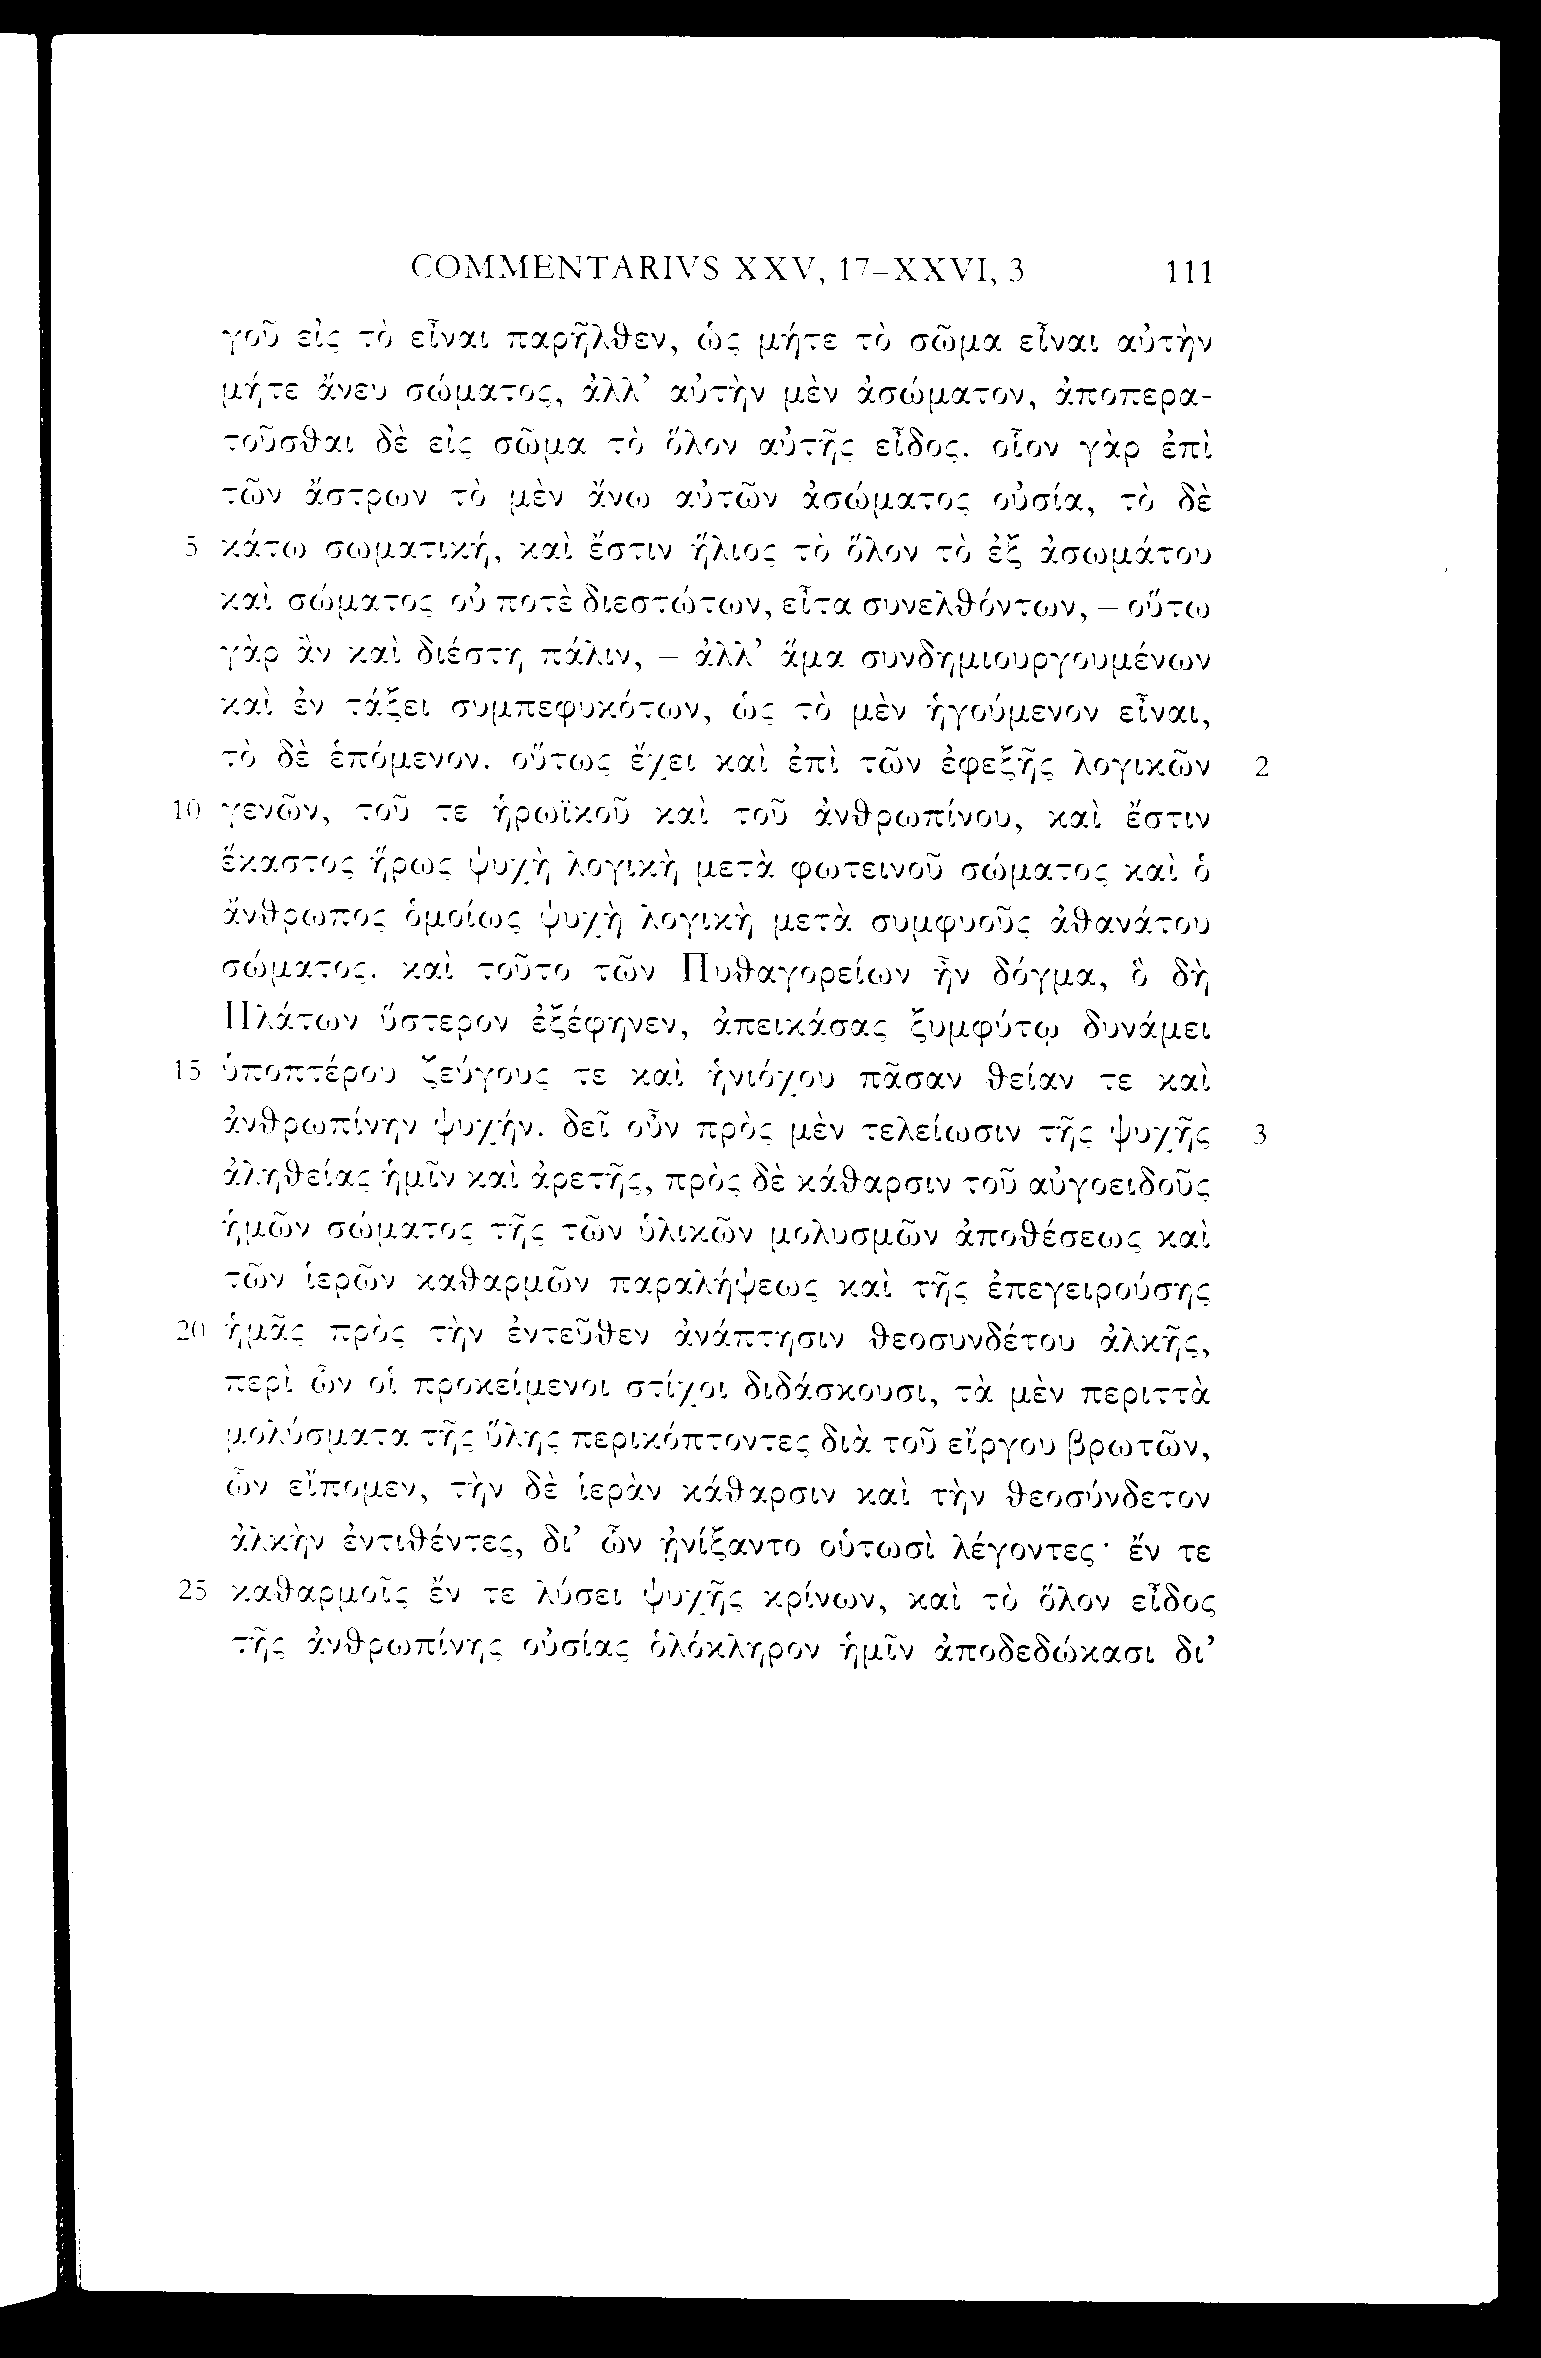 COMMENTARIVS XXV, 17–XXVI, 3 111
γοῦ εἰς τὸ εἶναι παρῆλθεν, ὡς μήτε τὸ σῶμα εἶναι αὐτὴν
μήτε ἄνευ σώματος, ἀλλ’ αὐτὴν μὲν ἀσώματον, ἀποπερα-
τοῦσθαι δὲ εἰς σῶμα τὸ ὅλον αὐτῆς εἶδος. οἷον γὰρ ἐπὶ
τῶν ἄστρων τὸ μὲν ἄνω αὐτῶν ἀσώματος οὐσία, τὸ δὲ
5 κάτω σωματική, καὶ ἔστιν ἥλιος τὸ ὅλον τὸ ἐξ ἀσωμάτου
καὶ σώματος οὐ ποτὲ διεστώτων, εἶτα συνελθόντων, – οὕτω
γὰρ ἂν καὶ διέστη πάλιν, – ἀλλ’ ἅμα συνδημιουργουμένων
καὶ ἐν τάξει συμπεφυκότων, ὡς τὸ μὲν ἡγούμενον εἶναι,
τὸ δὲ ἑπόμενον. οὕτως ἔχει καὶ ἐπὶ τῶν ἐφεξῆς λογικῶν 2
10 γενῶν, τοῦ τε ἡρωϊκοῦ καὶ τοῦ ἀνθρωπίνου, καὶ ἔστιν
ἕκαστος ἥρως ψυχὴ λογικὴ μετὰ φωτεινοῦ σώματος καὶ ὁ
ἄνθρωπος ὁμοίως ψυχὴ λογικὴ μετὰ συμφυοῦς ἀθανάτου
σώματος. καὶ τοῦτο τῶν Πυθαγορείων ἦν δόγμα, ὃ δὴ
Πλάτων ὕστερον ἐξέφηνεν, ἀπεικάσας ξυμφύτῳ δυνάμει
15 ὑποπτέρου ζεύγους τε καὶ ἡνιόχου πᾶσαν θείαν τε καὶ
ἀνθρωπίνην ψυχήν. δεῖ οὖν πρὸς μὲν τελείωσιν τῆς ψυχῆς 3
ἀληθείας ἡμῖν καὶ ἀρετῆς, πρὸς δὲ κάθαρσιν τοῦ αὐγοειδοῦς
ἡμῶν σώματος τῆς τῶν ὑλικῶν μολυσμῶν ἀποθέσεως καὶ
τῶν ἱερῶν καθαρμῶν παραλήψεως καὶ τῆς ἐπεγειρούσης
20 ἡμᾶς πρὸς τὴν ἐντεῦθεν ἀνάπτησιν θεοσυνδέτου ἀλκῆς,
περὶ ὧν οἱ προκείμενοι στίχοι διδάσκουσι, τὰ μὲν περιττὰ
μολύσματα τῆς ὕλης περικόπτοντες διὰ τοῦ εἴργου βρωτῶν,
ὧν εἴπομεν, τὴν δὲ ἱερὰν κάθαρσιν καὶ τὴν θεοσύνδετον
ἀλκὴν ἐντιθέντες, δι’ ὧν ᾐνίξαντο οὑτωσὶ λέγοντες· ἔν τε
25 καθαρμοῖς ἔν τε λύσει ψυχῆς κρίνων, καὶ τὸ ὅλον εἶδος
τῆς ἀνθρωπίνης οὐσίας ὁλόκληρον ἡμῖν ἀποδεδώκασι δι’